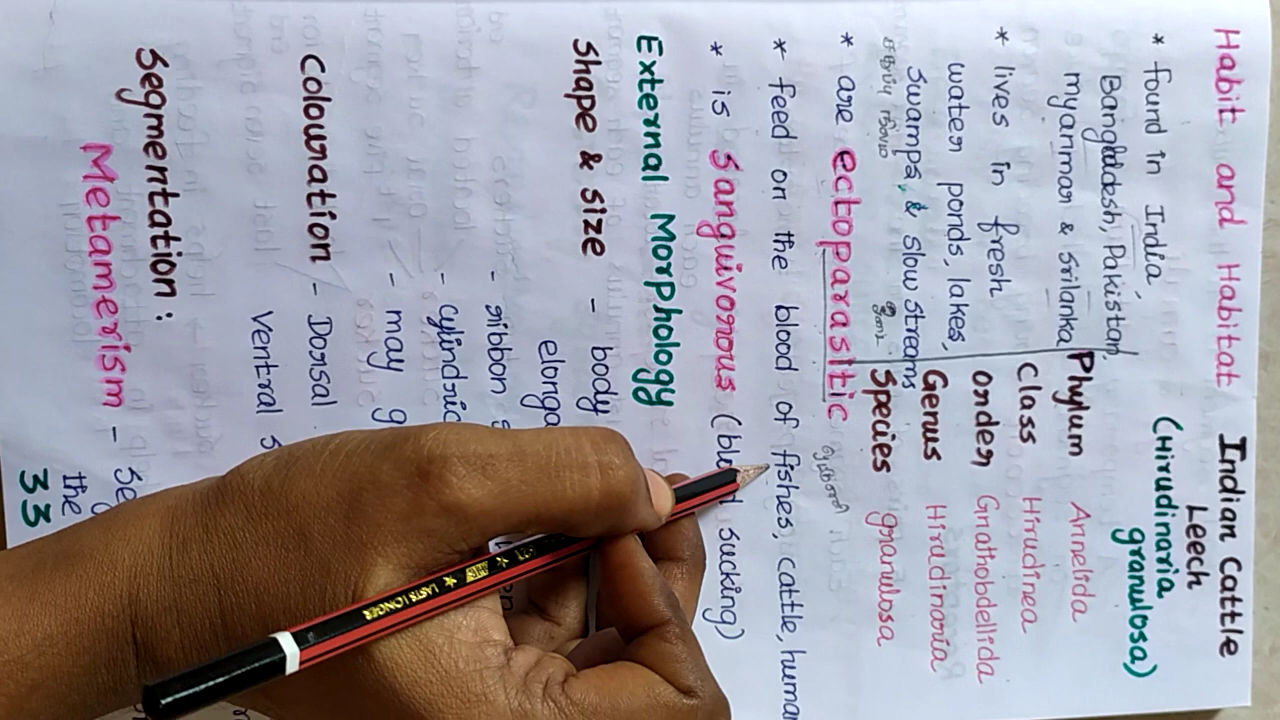 Indian Cattle
Leech
(Hirudinaria
granulosa)
Habit and Habitat
* found in India,
Bangladesh, Pakistan,
myanmar & srilanka
* lives in fresh
water ponds, lakes,
swamps, & slow streams
Phylum Annelida
Class Hirudinea
Order Gnathobdellida
Genus Hirudinaria
Species granulosa
* are ectoparasitic
* feed on the blood of fishes, cattle, human
* is Sanguivorous sucking)
External Morphology
Shape & size - body
elonga
- ribbon
- cylindric
- may g
Colouration - Dorsal
Ventral s
Segmentation:
Metamerism - Seg
the
33
LASTS LONGER